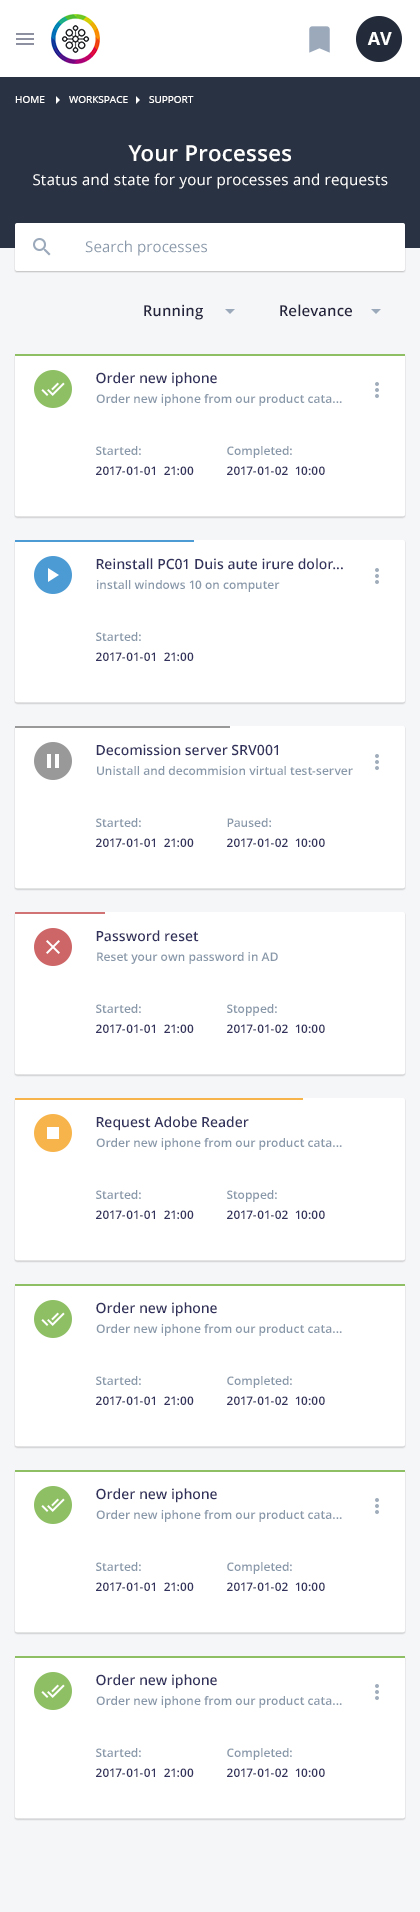 AV
HOME WORKSPACE SUPPORT
Your Processes
Status and state for your processes and requests
Search processes
Running Relevance
Order new iphone
Order new iphone from our product cata...
Started: Completed:
2017-01-01 21:00 2017-01-02 10:00
Reinstall PC01 Duis aute irure dolor...
install windows 10 on computer
Started:
2017-01-01 21:00
Decomission server SRV001
Unistall and decommision virtual test-server
Started: Paused:
2017-01-01 21:00 2017-01-02 10:00
Password reset
Reset your own password in AD
Started: Stopped:
2017-01-01 21:00 2017-01-02 10:00
Request Adobe Reader
Order new iphone from our product cata...
Started: Stopped:
2017-01-01 21:00 2017-01-02 10:00
Order new iphone
Order new iphone from our product cata...
Started: Completed:
2017-01-01 21:00 2017-01-02 10:00
Order new iphone
Order new iphone from our product cata...
Started: Completed:
2017-01-01 21:00 2017-01-02 10:00
Order new iphone
Order new iphone from our product cata...
Started: Completed:
2017-01-01 21:00 2017-01-02 10:00